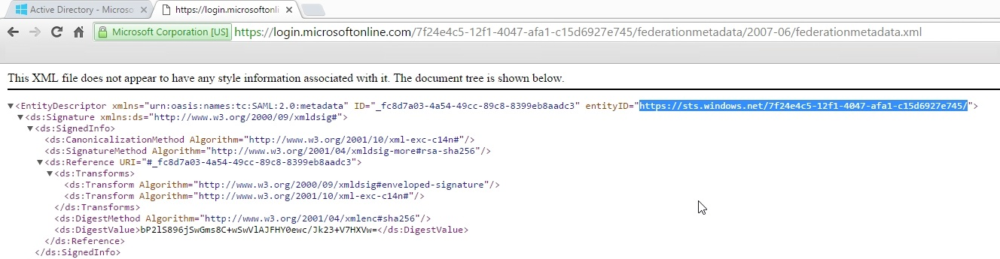 Active Directory - Microso
https://login.microsoftonli
Microsoft Corporation [US] https://login.microsoftonline.com/7f24e4c5-12f1-4047-afa1-c15d6927e745/federationmetadata/2007-06/federationmetadata.xml
This XML file does not appear to have any style information associated with it. The document tree is shown below.
▼<EntityDescriptor xmlns="urn:oasis:names:tc:SAML:2.0:metadata" ID="_fc8d7a03-4a54-49cc-89c8-8399eb8aadc3" entityID="https://sts.windows.net/7f24e4c5-12f1-4047-afa1-c15d6927e745/">
▼<ds:Signature xmlns:ds="http://www.w3.org/2000/09/xmldsig#">
▼<ds:SignedInfo>
<ds:CanonicalizationMethod Algorithm="http://www.w3.org/2001/10/xml-exc-c14n#"/>
<ds:SignatureMethod Algorithm="http://www.w3.org/2001/04/xmldsig-more#rsa-sha256"/>
▼<ds:Reference URI="#_fc8d7a03-4a54-49cc-89c8-8399eb8aadc3">
▼<ds:Transforms>
<ds:Transform Algorithm="http://www.w3.org/2000/09/xmldsig#enveloped-signature"/>
<ds:Transform Algorithm="http://www.w3.org/2001/10/xml-exc-c14n#"/>
</ds:Transforms>
<ds:DigestMethod Algorithm="http://www.w3.org/2001/04/xmlenc#sha256"/>
<ds:DigestValue>bP2lS896jSwGms8C+wSwVlAJFHY0ewc/Jk23+V7HXVw=</ds:DigestValue>
</ds:Reference>
</ds:SignedInfo>